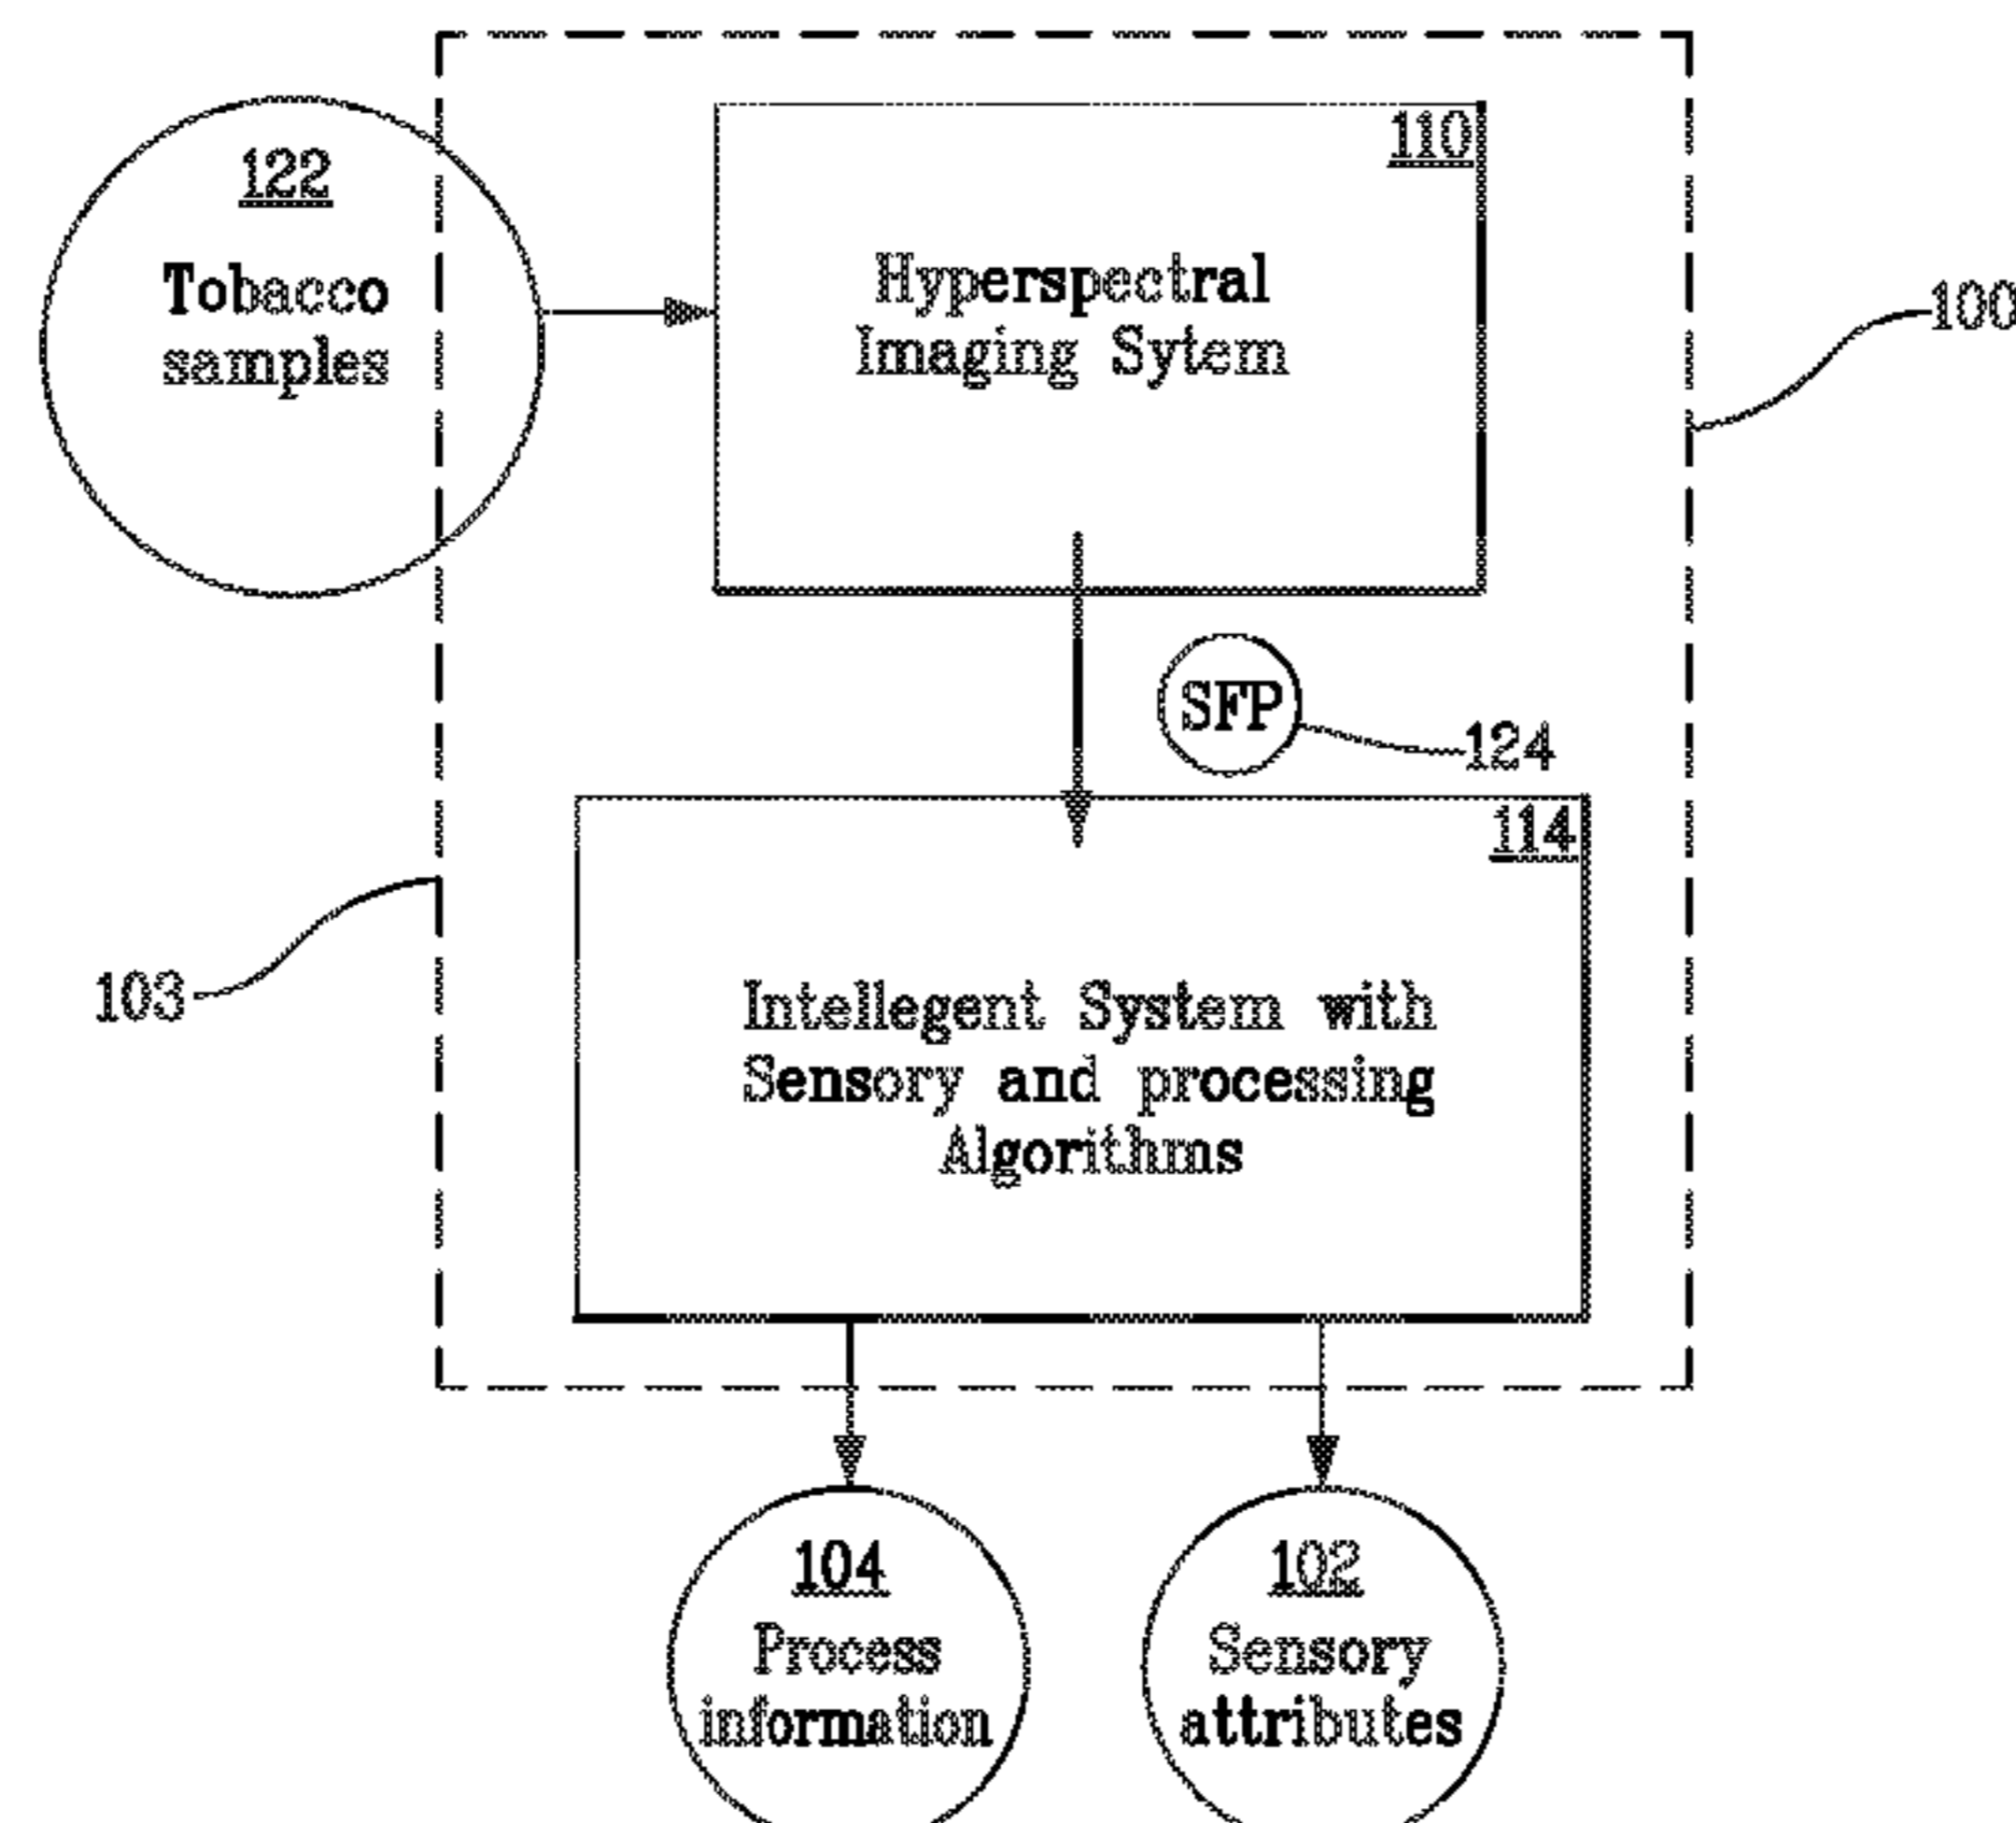 122
Tobacco
samples
110
Hyperspectral
Imaging Sytem
100
SFP
124
114
103
Intellegent System with
Sensory and processing
Algorithms
104
Process
information
102
Sensory
attributes